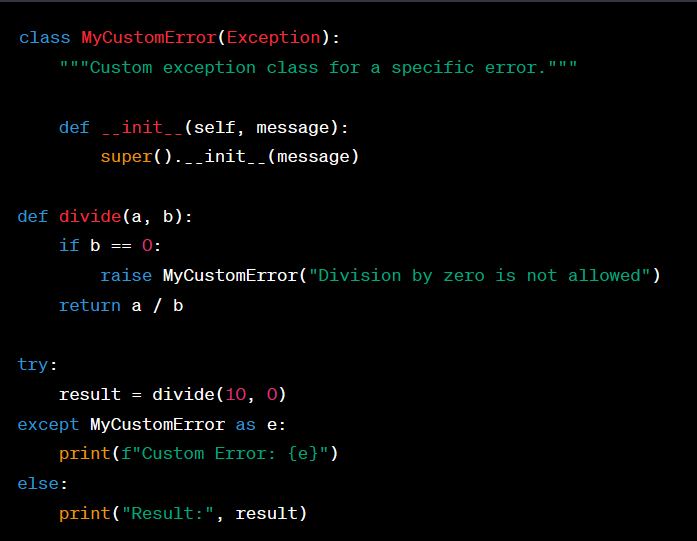 class MyCustomError(Exception):
    """Custom exception class for a specific error."""

    def __init__(self, message):
        super().__init__(message)

def divide(a, b):
    if b == 0:
        raise MyCustomError("Division by zero is not allowed")
    return a / b

try:
    result = divide(10, 0)
except MyCustomError as e:
    print(f"Custom Error: {e}")
else:
    print("Result:", result)